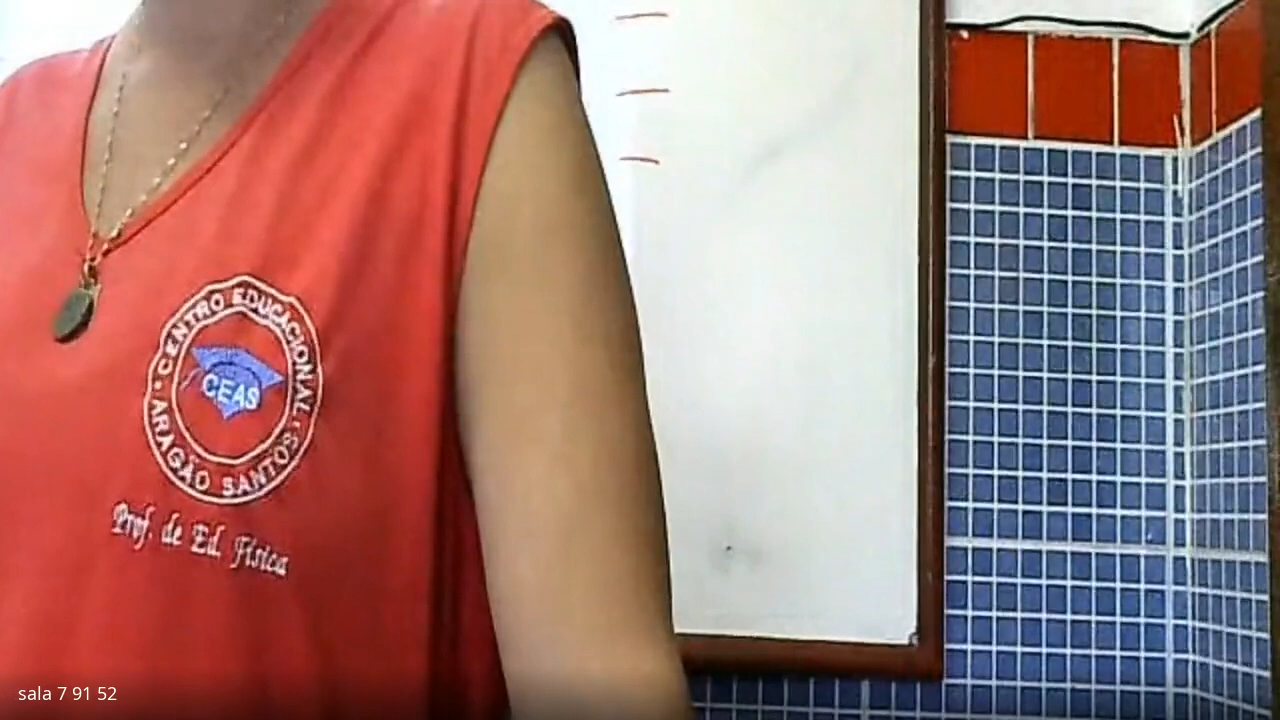 CENTRO EDUCACIONAL
CEAS
ARAGÃO SANTOS
Prof. de Ed. Física
sala 7 91 52